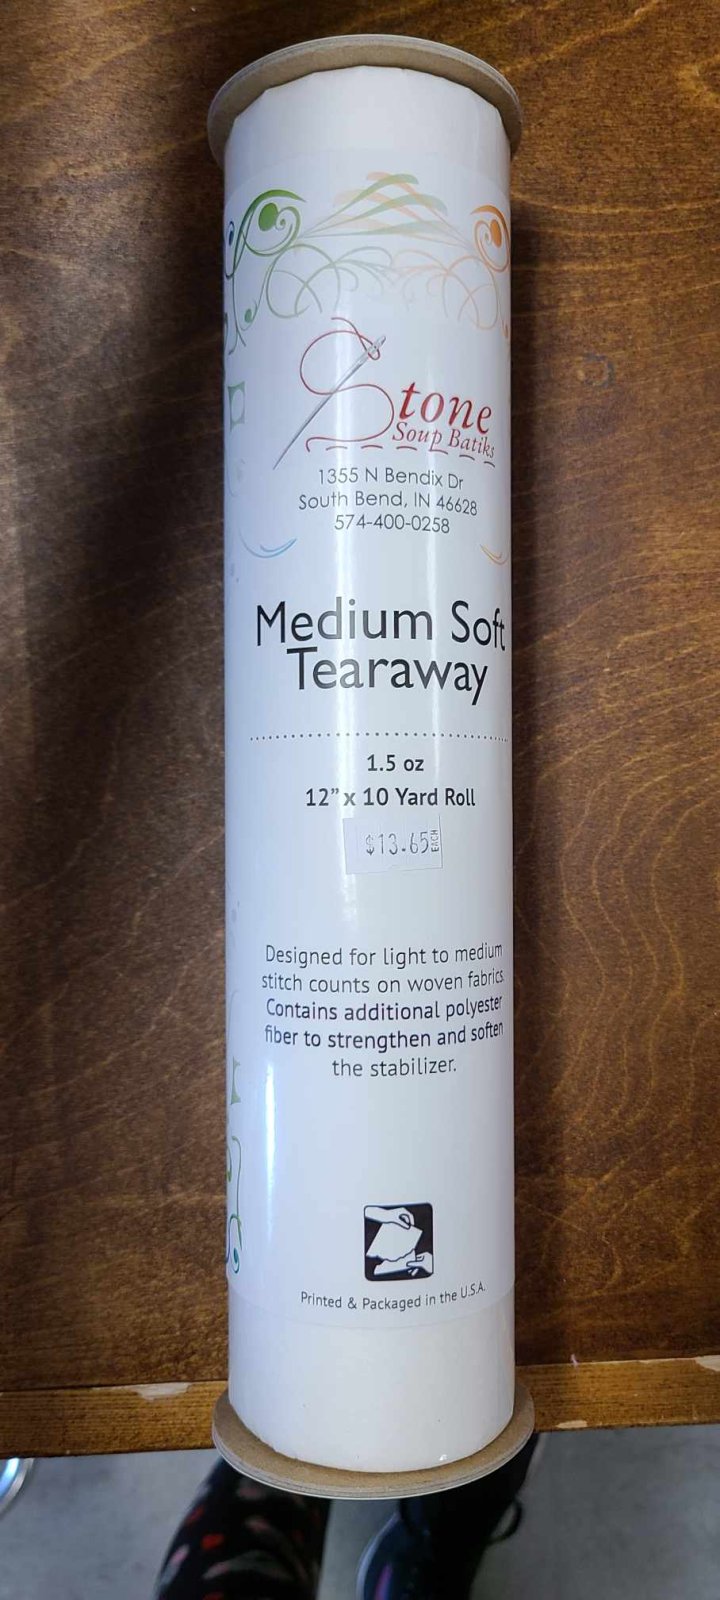 Stone
Soup Batiks
1355 N Bendix Dr
South Bend, IN 46628
574-400-0258
Medium Soft
Tearaway
1.5 oz
12" x 10 Yard Roll
$13.65 EACH
Designed for light to medium
stitch counts on woven fabrics.
Contains additional polyester
fiber to strengthen and soften
the stabilizer.
Printed & Packaged in the U.S.A.